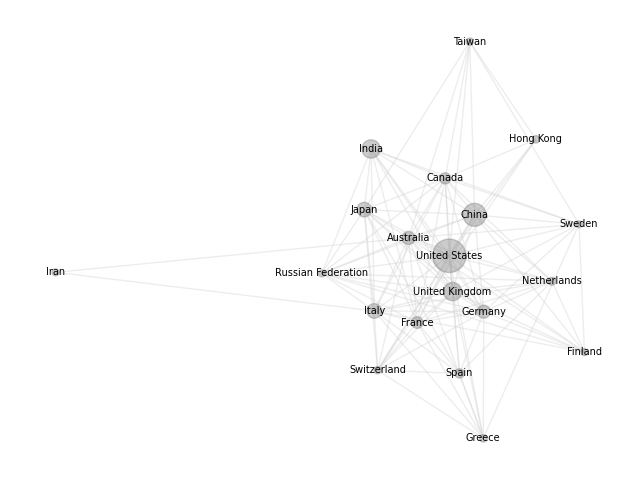 Taiwan
Hong Kong
India
Canada
Japan
China
Sweden
Australia
United States
Iran
Russian Federation
Netherlands
United Kingdom
Italy
Germany
France
Finland
Switzerland
Spain
Greece